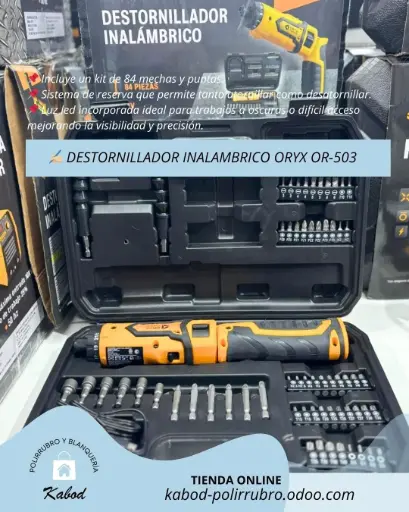 DESTORNILLADOR
INALÁMBRICO
84 PIEZAS
Incluye un kit de 84 mechas y puntas.
Sistema de reserva que permite tanto atornillar como desatornillar.
Luz led incorporada ideal para trabajos a oscuras o difícil acceso
mejorando la visibilidad y precisión.
DESTORNILLADOR INALAMBRICO ORYX OR-503
POLIRRUBRO Y BLANQUERÍA
Kabod
TIENDA ONLINE
kabod-polirrubro.odoo.com